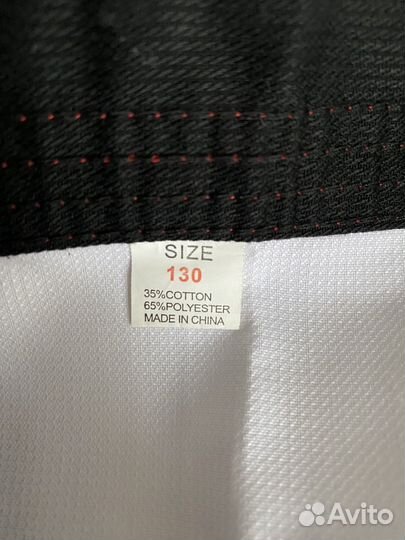 SIZE
130
35%COTTON
65%POLYESTER
MADE IN CHINA
Avito